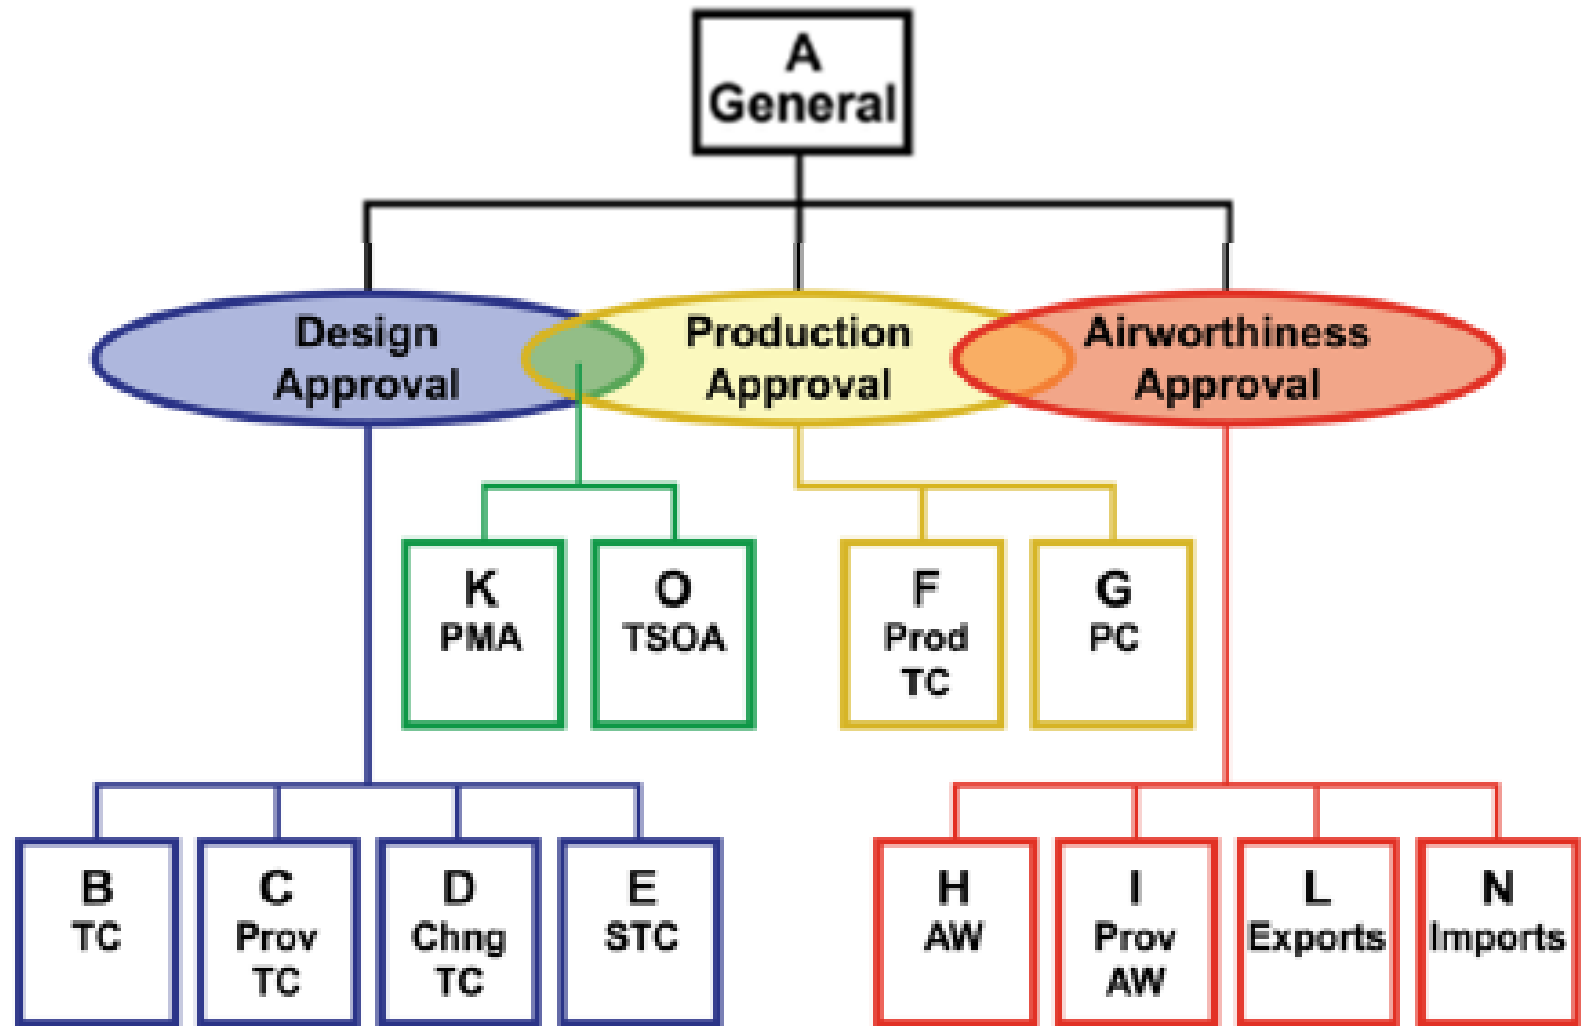 A
General
Design
Approval
Production
Approval
Airworthiness
Approval
K
PMA
O
TSOA
F
Prod
TC
G
PC
B
TC
C
Prov
TC
D
Chng
TC
E
STC
H
AW
I
Prov
AW
L
Exports
N
Imports